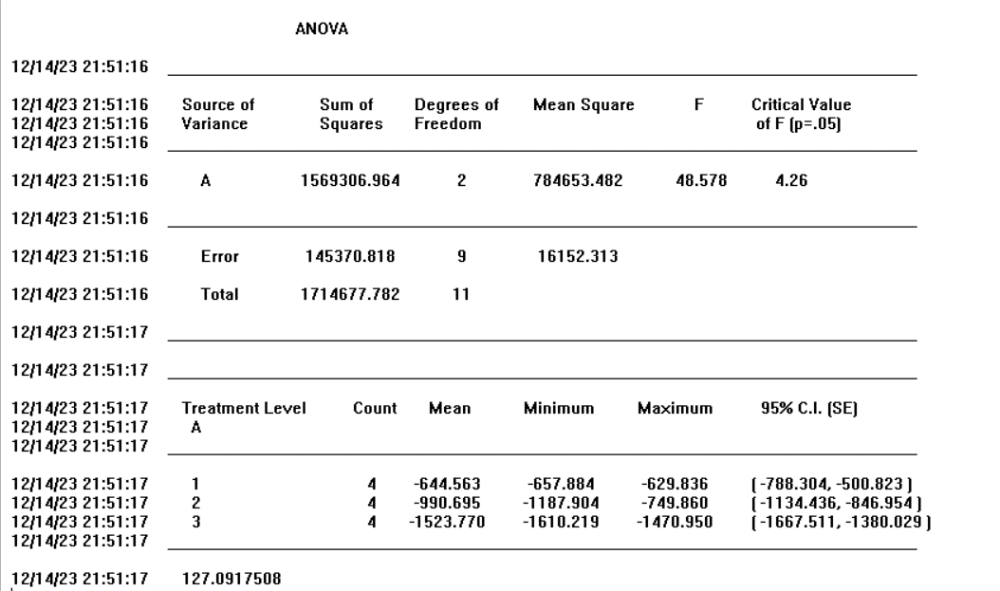 ANOVA
12/14/23 21:51:16
12/14/23 21:51:16 Source of Sum of Degrees of Mean Square F Critical Value
12/14/23 21:51:16 Variance Squares Freedom of F (p=.05)
12/14/23 21:51:16
12/14/23 21:51:16 A 1569306.964 2 784653.482 48.578 4.26
12/14/23 21:51:16
12/14/23 21:51:16 Error 145370.818 9 16152.313
12/14/23 21:51:16 Total 1714677.782 11
12/14/23 21:51:17
12/14/23 21:51:17
12/14/23 21:51:17 Treatment Level Count Mean Minimum Maximum 95% C.I. (SE)
12/14/23 21:51:17 A
12/14/23 21:51:17
12/14/23 21:51:17 1 4 -644.563 -657.884 -629.836 ( -788.304, -500.823 )
12/14/23 21:51:17 2 4 -990.695 -1187.904 -749.860 ( -1134.436, -846.954 )
12/14/23 21:51:17 3 4 -1523.770 -1610.219 -1470.950 ( -1667.511, -1380.029 )
12/14/23 21:51:17
12/14/23 21:51:17 127.0917508